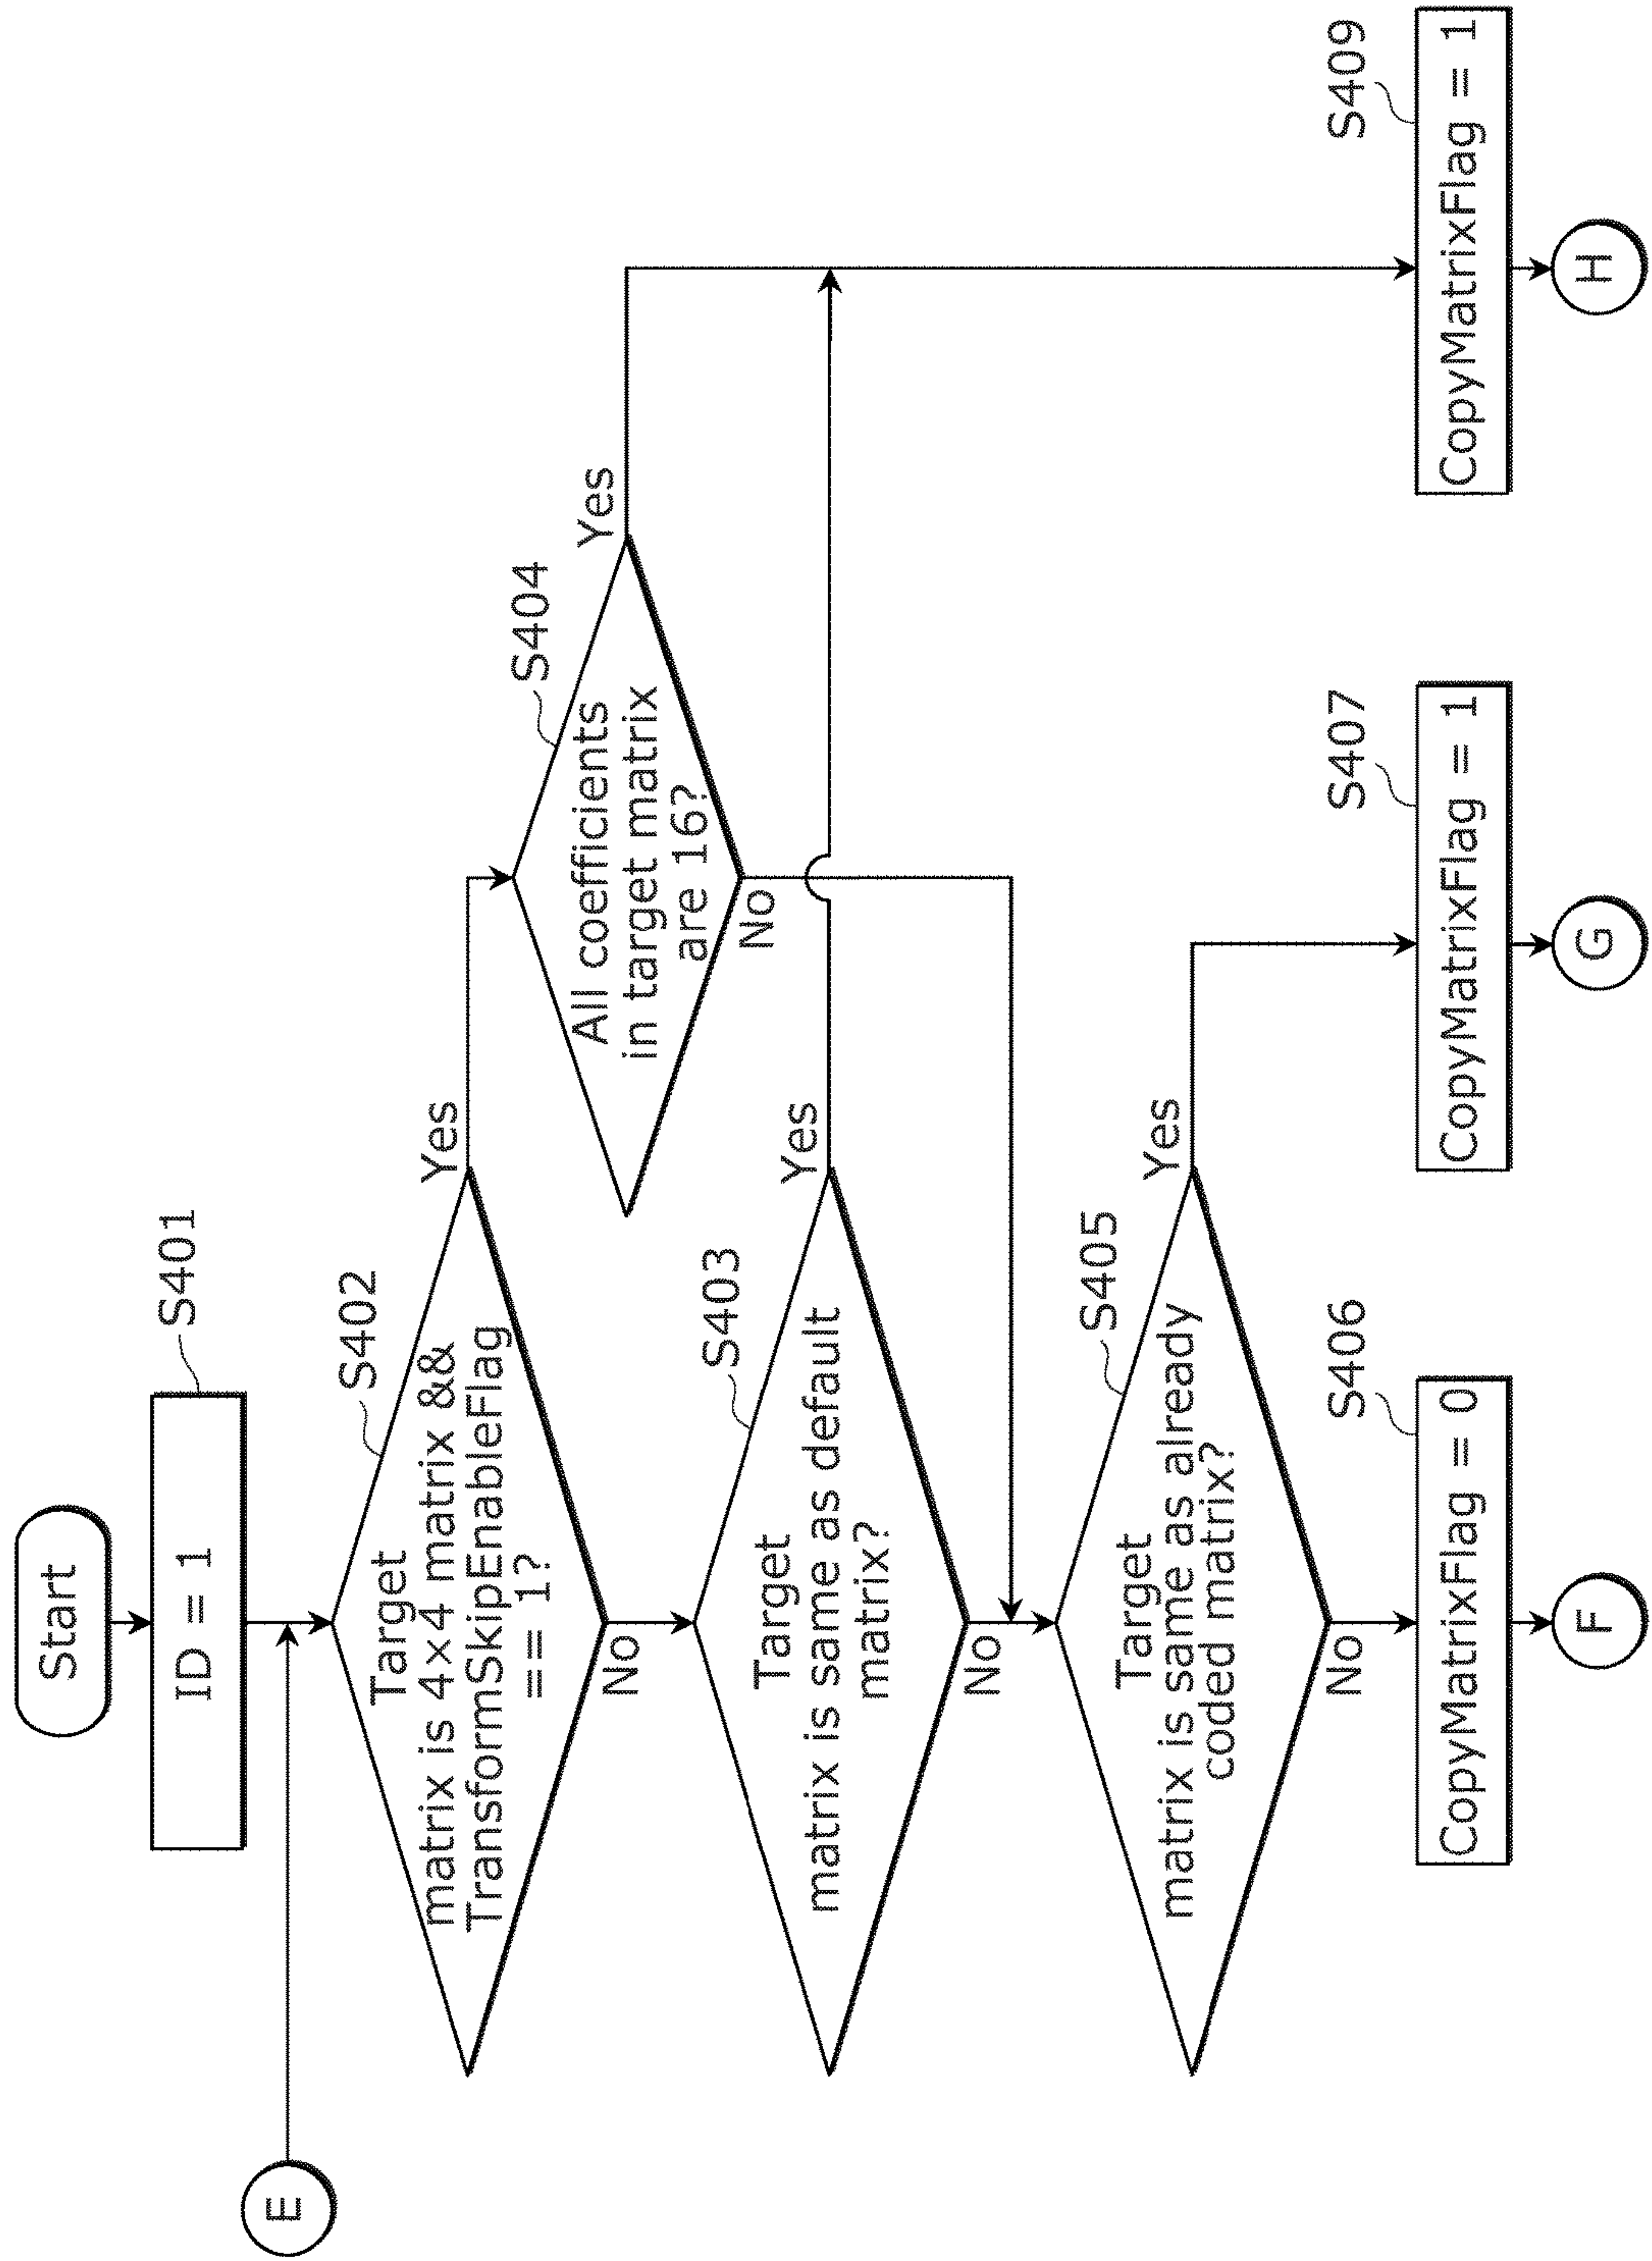 Start
S401
ID = 1
E
S402
Target
matrix is 4×4 matrix &&
TransformSkipEnableFlag
== 1?
Yes
No
S404
All coefficients
in target matrix
are 16?
Yes
No
S403
Target
matrix is same as default
matrix?
Yes
No
S405
Target
matrix is same as already
coded matrix?
Yes
No
S406
CopyMatrixFlag = 0
S407
CopyMatrixFlag = 1
S409
CopyMatrixFlag = 1
F
G
H